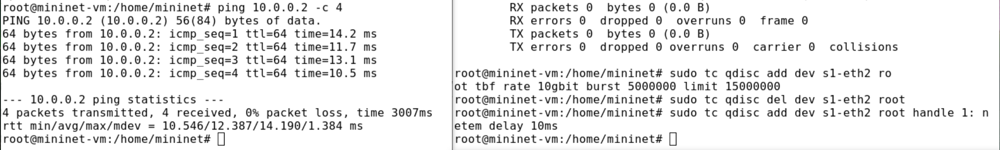 root@mininet-vm:/home/mininet# ping 10.0.0.2 -c 4
PING 10.0.0.2 (10.0.0.2) 56(84) bytes of data.
64 bytes from 10.0.0.2: icmp_seq=1 ttl=64 time=14.2 ms
64 bytes from 10.0.0.2: icmp_seq=2 ttl=64 time=11.7 ms
64 bytes from 10.0.0.2: icmp_seq=3 ttl=64 time=13.1 ms
64 bytes from 10.0.0.2: icmp_seq=4 ttl=64 time=10.5 ms
--- 10.0.0.2 ping statistics ---
4 packets transmitted, 4 received, 0% packet loss, time 3007ms
rtt min/avg/max/mdev = 10.546/12.387/14.190/1.384 ms
root@mininet-vm:/home/mininet#
RX packets 0  bytes 0 (0.0 B)
RX errors 0  dropped 0  overruns 0  frame 0
TX packets 0  bytes 0 (0.0 B)
TX errors 0  dropped 0 overruns 0  carrier 0  collisions
root@mininet-vm:/home/mininet# sudo tc qdisc add dev s1-eth2 ro
ot tbf rate 10gbit burst 5000000 limit 15000000
root@mininet-vm:/home/mininet# sudo tc qdisc del dev s1-eth2 root
root@mininet-vm:/home/mininet# sudo tc qdisc add dev s1-eth2 root handle 1: n
etem delay 10ms
root@mininet-vm:/home/mininet#